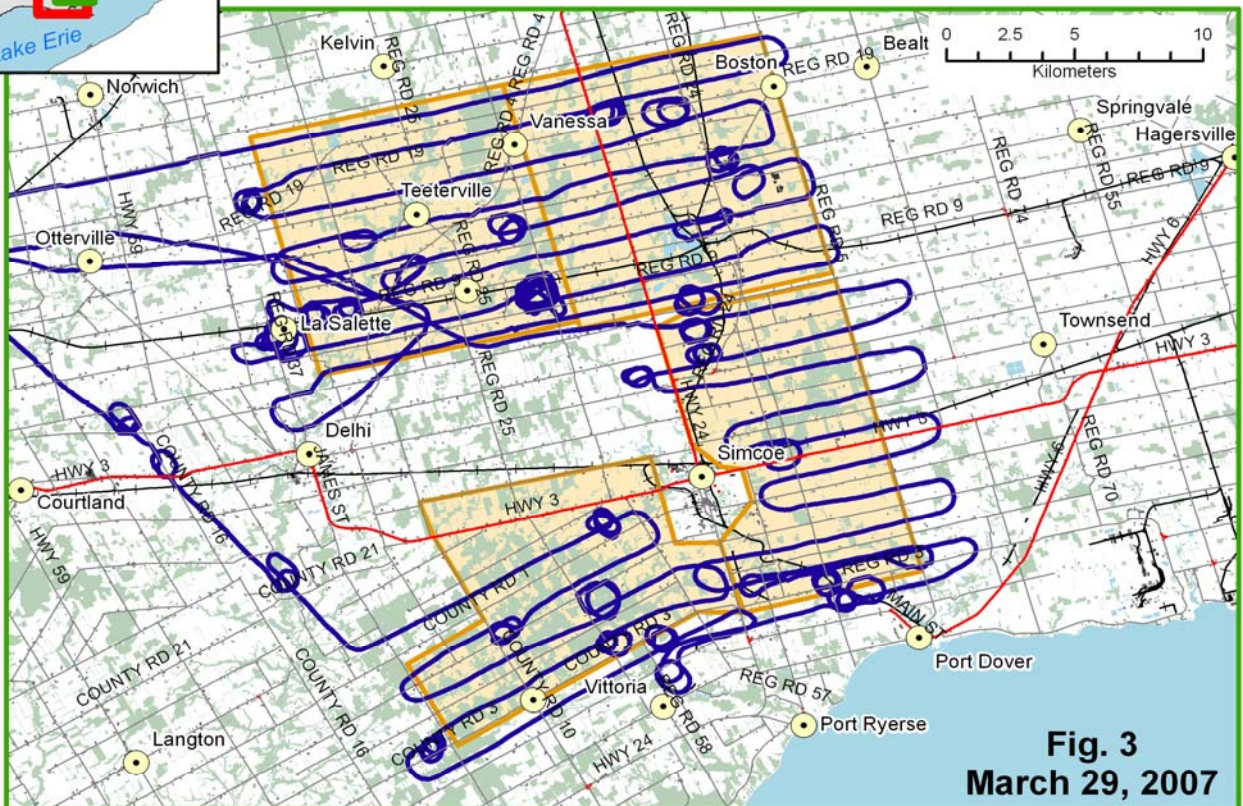 Lake Erie
Kelvin
REG RD 4
REG RD 25
REG RD 24
Boston
REG RD 19
Bealt
0 2.5 5 10
Kilometers
Norwich
Vanessa
REG RD 4
Springvale
Hagersville
REG RD 19
REG RD 19
Teeterville
REG RD 74
REG RD 55
REG RD 9
HWY 59
Otterville
REG RD 25
REG RD 9
REG RD 5
HWY 6
REG RD 9
La Salette
REG RD 37
HWY 24
Townsend
HWY 3
REG RD 25
HWY 3
Delhi
Simcoe
HWY 3
JAMES ST
COUNTY RD 16
Courtland
HWY 3
HWY 6
REG RD 70
HWY 59
COUNTY RD 21
COUNTY RD 1
REG RD 3
MAIN ST
COUNTY RD 3
Port Dover
COUNTY RD 21
COUNTY RD 16
COUNTY RD 10
Vittoria
REG RD 57
REG RD 58
Port Ryerse
COUNTY RD 3
Langton
HWY 24
Fig. 3
March 29, 2007